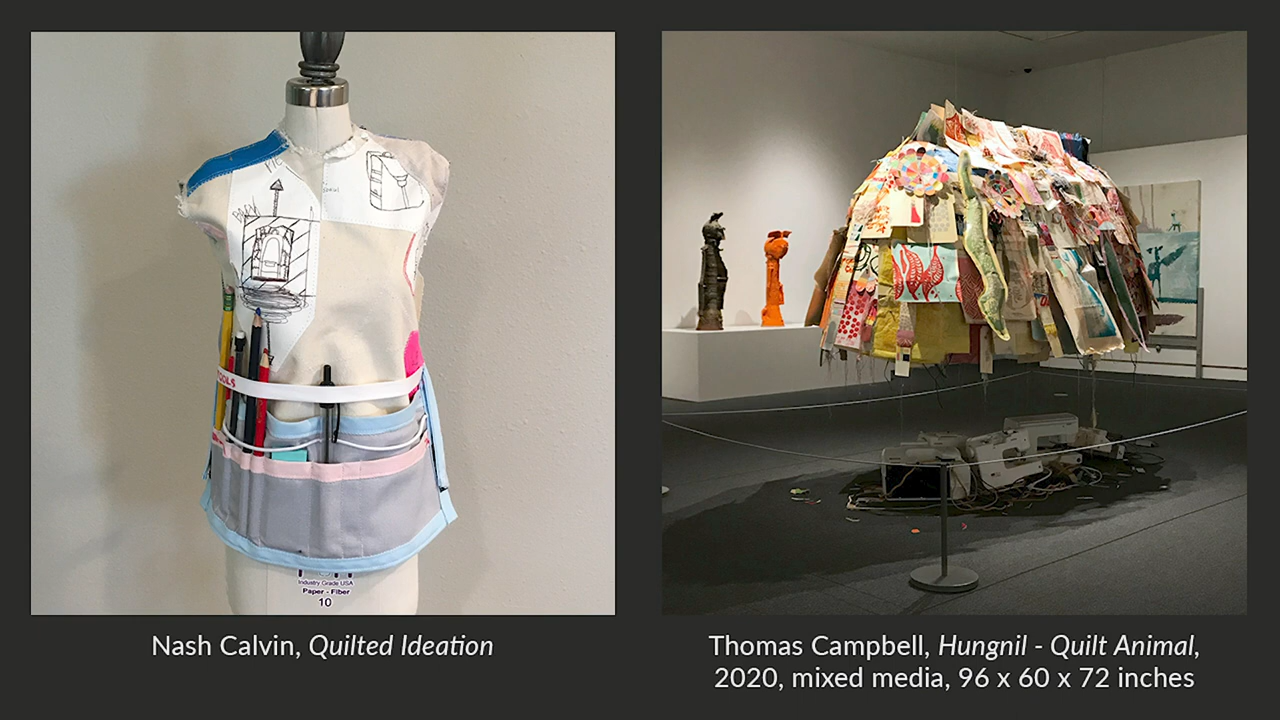 TOOLS
Industry Grade USA
Paper - Fiber
10
Nash Calvin, Quilted Ideation
Thomas Campbell, Hungnil - Quilt Animal,
2020, mixed media, 96 x 60 x 72 inches